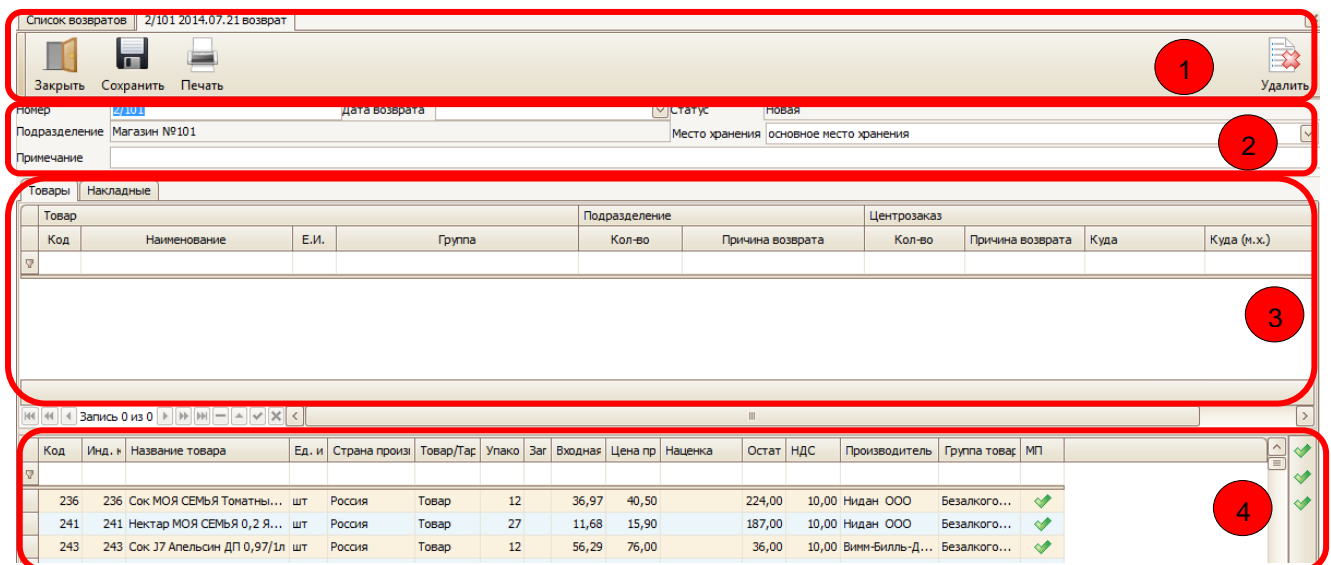 Список возвратов 2/101 2014.07.21 возврат
Закрыть Сохранить Печать 1 Удалить
Номер 2/101 Дата возврата Статус Новая
Подразделение Магазин №101 Место хранения основное место хранения
2
Примечание
Товары Накладные
Товар Подразделение Центрозаказ
Код Наименование Е.И. Группа Кол-во Причина возврата Кол-во Причина возврата Куда Куда (м.х.)
3
Запись 0 из 0
Код Инд. к Название товара Ед. и Страна произв Товар/Тар Упако Заг Входная Цена пр Наценка Остат НДС Производитель Группа товар МП
236 236 Сок МОЯ СЕМЬЯ Томатны... шт Россия Товар 12 36,97 40,50 224,00 10,00 Нидан ООО Безалкого...
4
241 241 Нектар МОЯ СЕМЬЯ 0,2 Я... шт Россия Товар 27 11,68 15,90 187,00 10,00 Нидан ООО Безалкого...
243 243 Сок J7 Апельсин ДП 0,97/1л шт Россия Товар 12 56,29 76,00 36,00 10,00 Вимм-Билль-Д... Безалкого...